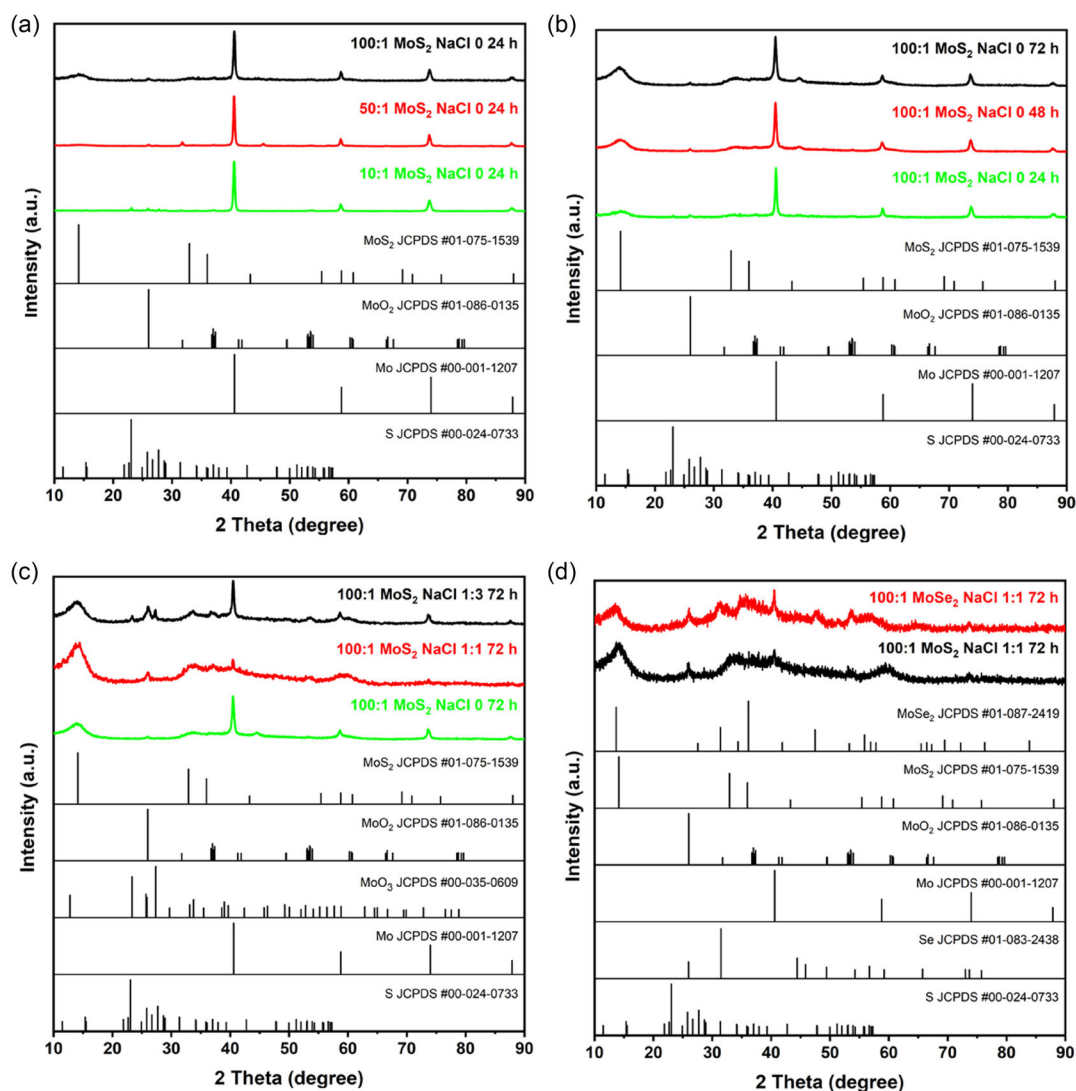 (a)
100:1 MoS₂ NaCl 0 24 h
50:1 MoS₂ NaCl 0 24 h
10:1 MoS₂ NaCl 0 24 h
MoS₂ JCPDS #01-075-1539
MoO₂ JCPDS #01-086-0135
Mo JCPDS #00-001-1207
S JCPDS #00-024-0733
Intensity (a.u.)
10 20 30 40 50 60 70 80 90
2 Theta (degree)
(b)
100:1 MoS₂ NaCl 0 72 h
100:1 MoS₂ NaCl 0 48 h
100:1 MoS₂ NaCl 0 24 h
MoS₂ JCPDS #01-075-1539
MoO₂ JCPDS #01-086-0135
Mo JCPDS #00-001-1207
S JCPDS #00-024-0733
Intensity (a.u.)
10 20 30 40 50 60 70 80 90
2 Theta (degree)
(c)
100:1 MoS₂ NaCl 1:3 72 h
100:1 MoS₂ NaCl 1:1 72 h
100:1 MoS₂ NaCl 0 72 h
MoS₂ JCPDS #01-075-1539
MoO₂ JCPDS #01-086-0135
MoO₃ JCPDS #00-035-0609
Mo JCPDS #00-001-1207
S JCPDS #00-024-0733
Intensity (a.u.)
10 20 30 40 50 60 70 80 90
2 Theta (degree)
(d)
100:1 MoSe₂ NaCl 1:1 72 h
100:1 MoS₂ NaCl 1:1 72 h
MoSe₂ JCPDS #01-087-2419
MoS₂ JCPDS #01-075-1539
MoO₂ JCPDS #01-086-0135
Mo JCPDS #00-001-1207
Se JCPDS #01-083-2438
S JCPDS #00-024-0733
Intensity (a.u.)
10 20 30 40 50 60 70 80 90
2 Theta (degree)